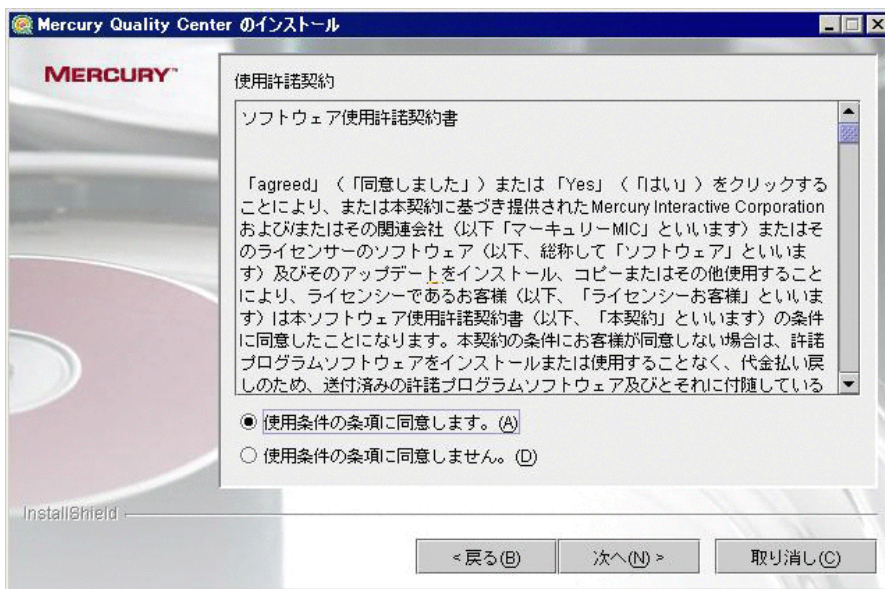 Mercury Quality Center のインストール
MERCURY™
使用許諾契約
ソフトウェア使用許諾契約書
「agreed」(「同意しました」)または「Yes」(「はい」)をクリックする
ことにより、または本契約に基づき提供されたMercury Interactive Corporation
および/またはその関連会社(以下「マーキュリーMIC」といいます)またはそ
のライセンサーのソフトウェア(以下、総称して「ソフトウェア」といいま
す)及びそのアップデートをインストール、コピーまたはその他使用すること
により、ライセンシーであるお客様(以下、「ライセンシーお客様」といいま
す)は本ソフトウェア使用許諾契約書(以下、「本契約」といいます)の条件
に同意したことになります。本契約の条件にお客様が同意しない場合は、許諾
プログラムソフトウェアをインストールまたは使用することなく、代金払い戻
しのため、送付済みの許諾プログラムソフトウェア及びとそれに付随している
使用条件の条項に同意します。(A)
使用条件の条項に同意しません。(D)
InstallShield
<戻る(B)
次へ(N) >
取り消し(C)